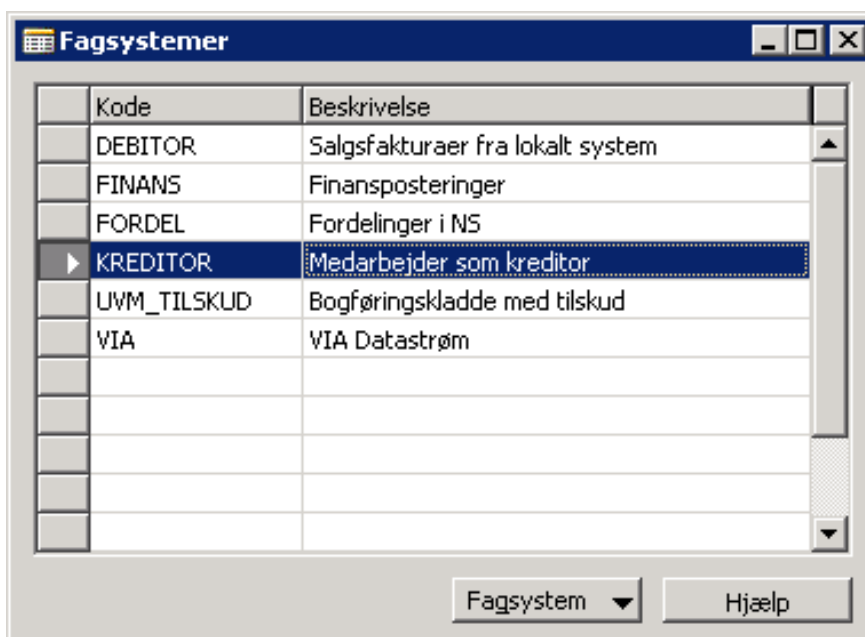 Fagsystemer
Kode Beskrivelse
DEBITOR Salgsfakturaer fra lokalt system
FINANS Finansposteringer
FORDEL Fordelinger i NS
KREDITOR Medarbejder som kreditor
UVM_TILSKUD Bogføringskladde med tilskud
VIA VIA Datastrøm
Fagsystem Hjælp